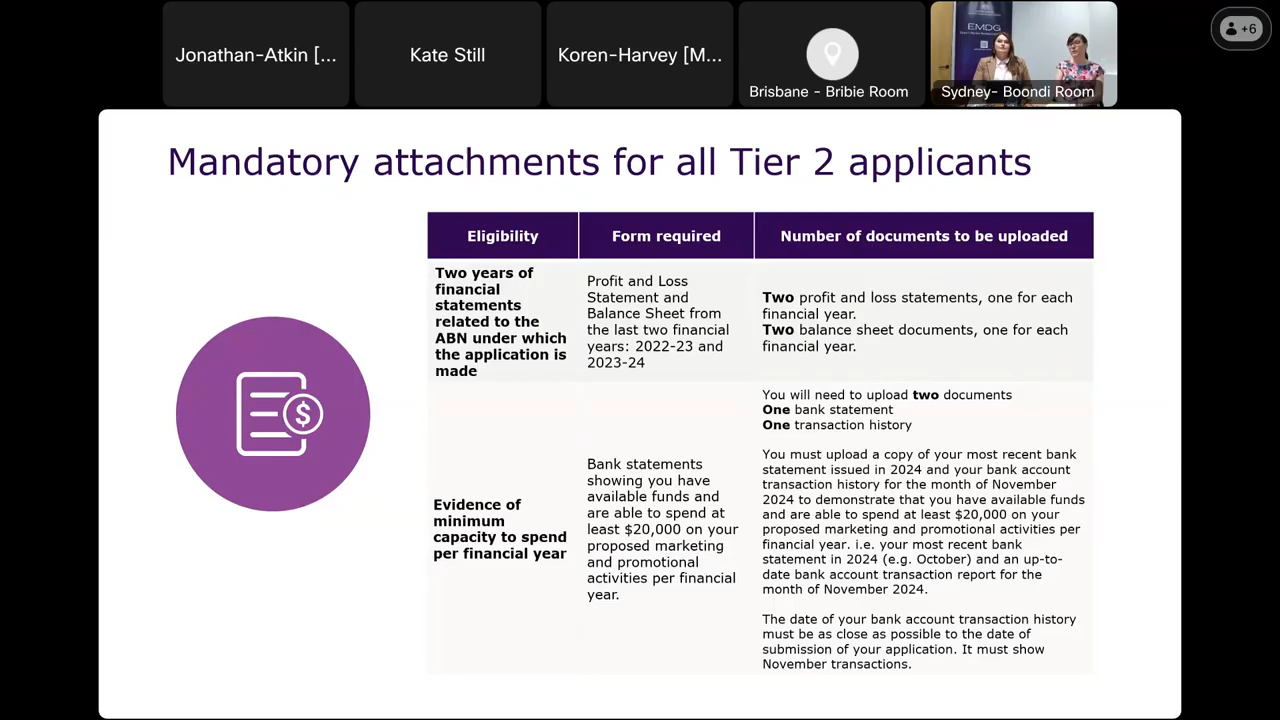 Jonathan-Atkin [...
Kate Still
Koren-Harvey [M...
Brisbane - Bribie Room
EMDG
Sydney- Boondi Room
+6
Mandatory attachments for all Tier 2 applicants
Eligibility
Form required
Number of documents to be uploaded
Two years of
financial
statements
related to the
ABN under which
the application is
made
Profit and Loss
Statement and
Balance Sheet from
the last two financial
years: 2022-23 and
2023-24
Two profit and loss statements, one for each
financial year.
Two balance sheet documents, one for each
financial year.
Evidence of
minimum
capacity to spend
per financial year
Bank statements
showing you have
available funds and
are able to spend at
least $20,000 on your
proposed marketing
and promotional
activities per financial
year.
You will need to upload two documents
One bank statement
One transaction history
You must upload a copy of your most recent bank
statement issued in 2024 and your bank account
transaction history for the month of November
2024 to demonstrate that you have available funds
and are able to spend at least $20,000 on your
proposed marketing and promotional activities per
financial year. i.e. your most recent bank
statement in 2024 (e.g. October) and an up-to-
date bank account transaction report for the
month of November 2024.
The date of your bank account transaction history
must be as close as possible to the date of
submission of your application. It must show
November transactions.